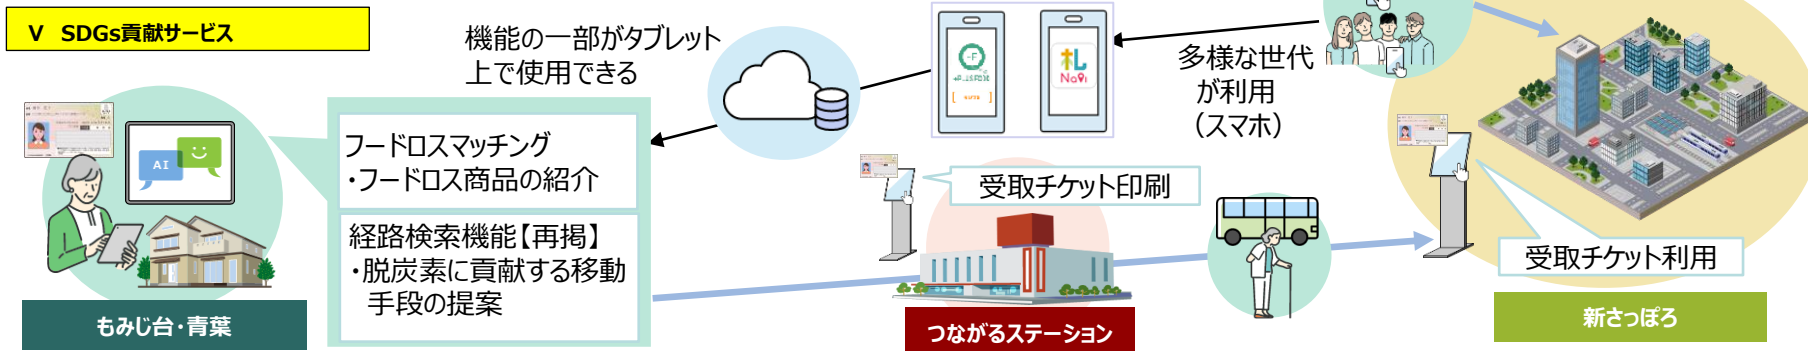 Ⅴ SDGs貢献サービス
機能の一部がタブレット
上で使用できる
フードロスマッチング
・フードロス商品の紹介
経路検索機能【再掲】
・脱炭素に貢献する移動
手段の提案
AI
もみじ台・青葉
札
Navi
多様な世代
が利用
（スマホ）
受取チケット印刷
つながるステーション
受取チケット利用
新さっぽろ